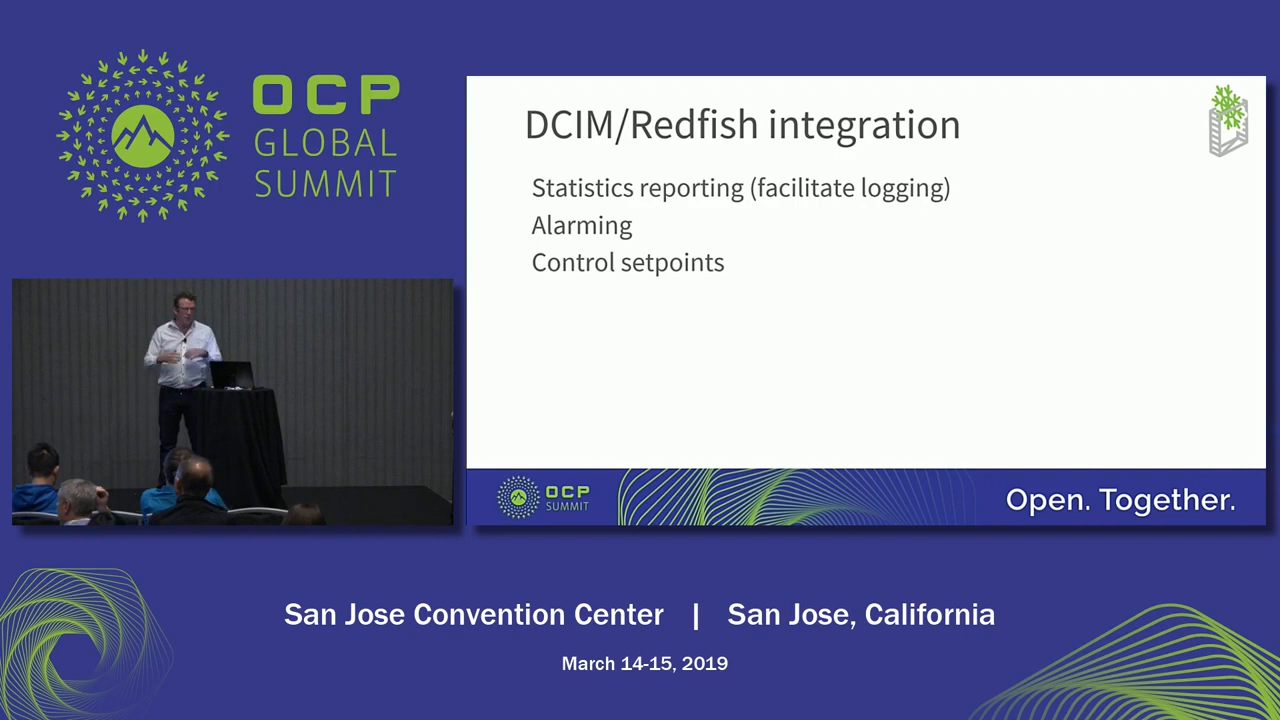 OCP
GLOBAL
SUMMIT
DCIM/Redfish integration
Statistics reporting (facilitate logging)
Alarming
Control setpoints
OCP
SUMMIT
Open. Together.
San Jose Convention Center | San Jose, California
March 14-15, 2019